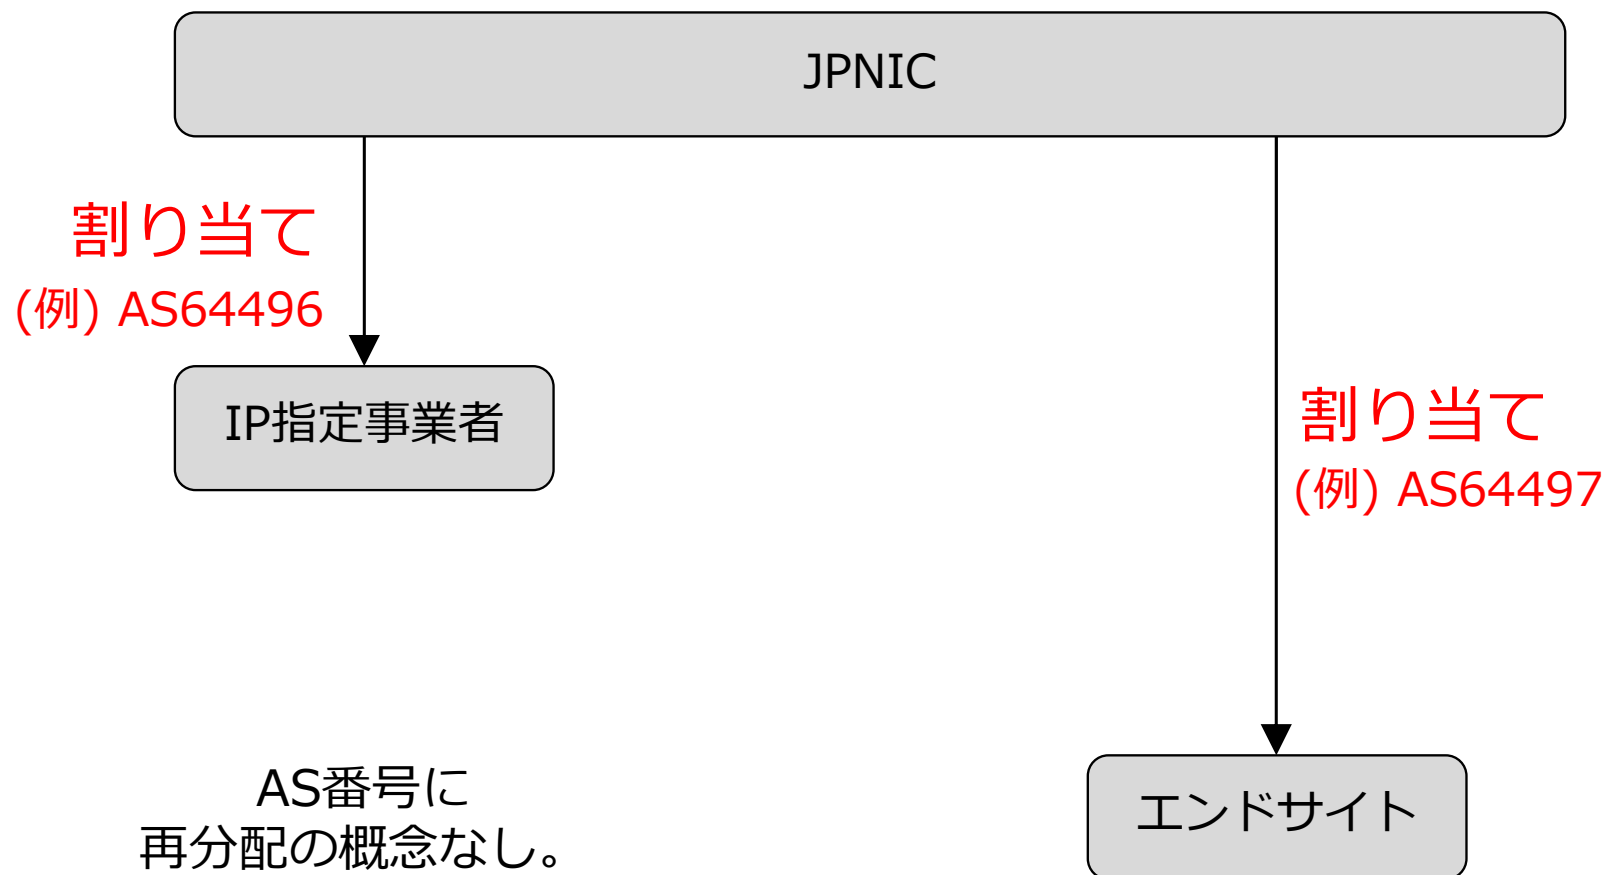 JPNIC
割り当て
(例) AS64496
IP指定事業者
割り当て
(例) AS64497
AS番号に
再分配の概念なし。
エンドサイト